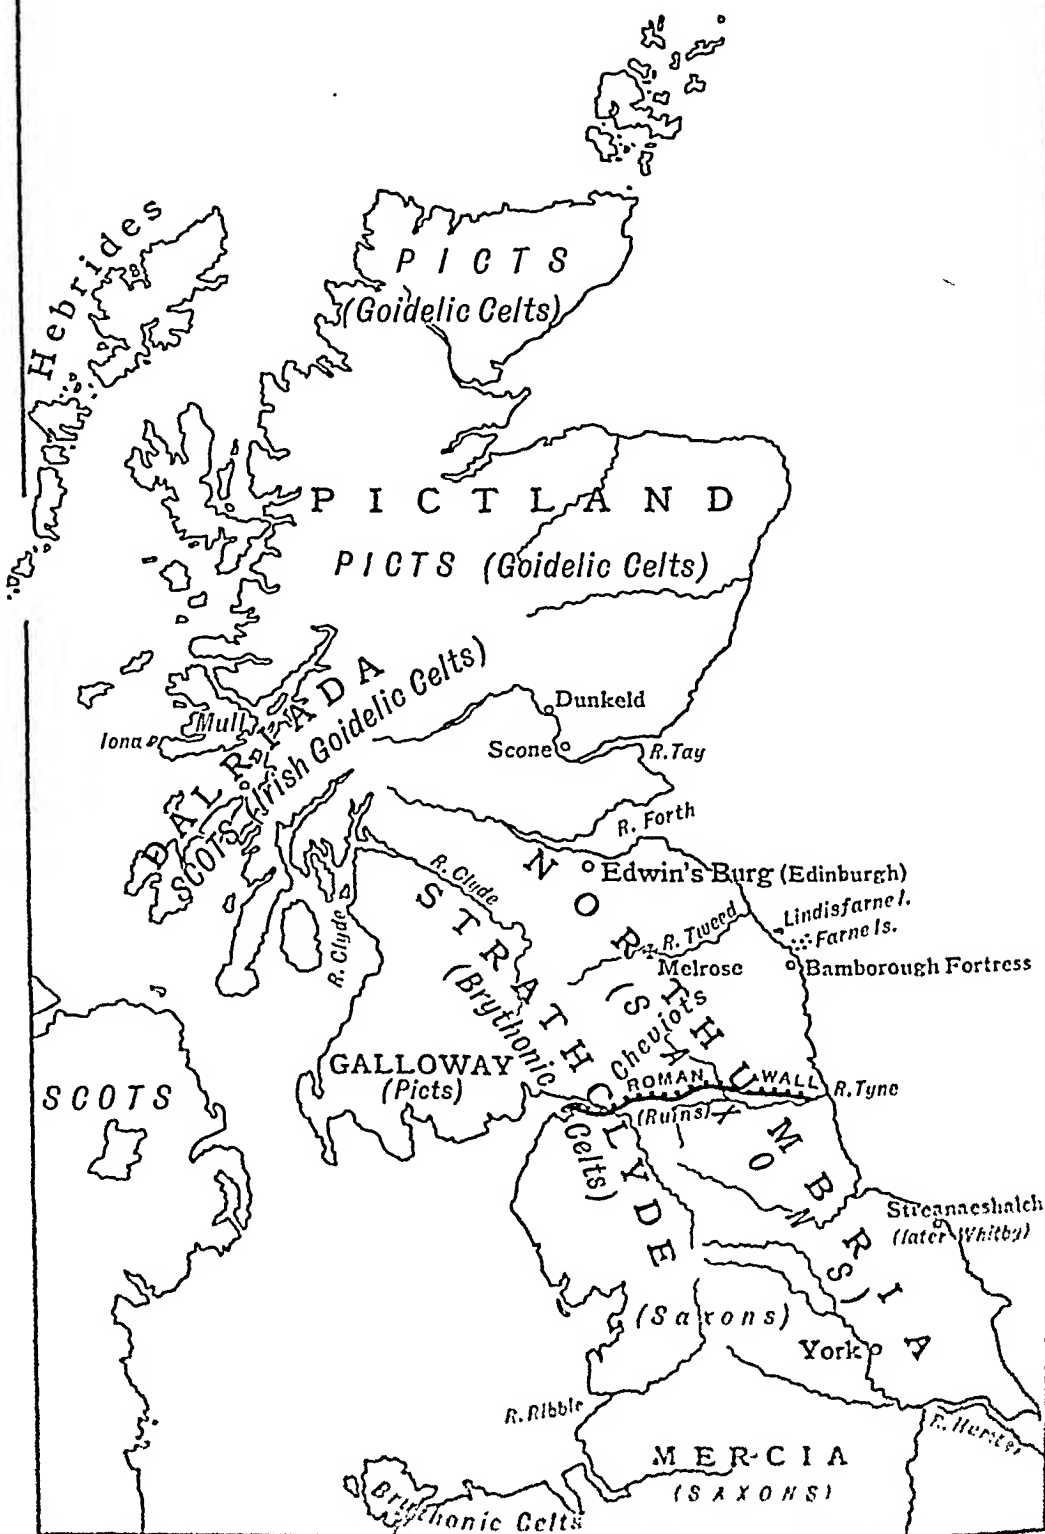 Hebrides
PICTS
(Goidelic Celts)
PICTLAND
PICTS (Goidelic Celts)
DALRIADA
SCOTS (Irish Goidelic Celts)
Mull
Iona
Dunkeld
Scone
R. Tay
R. Forth
Edwin's Burg (Edinburgh)
R. Clyde
R. Clyde
Lindisfarne I.
Farne Is.
R. Tweed
Melrose
Bamborough Fortress
NORTHUMBRIA
(SAXONS)
STRATHCLYDE
(Brythonic Celts)
Cheviots
GALLOWAY
(Picts)
SCOTS
ROMAN WALL
(Ruins)
R. Tyne
Streanaeshalch
(later Whitby)
(Saxons)
York
R. Ribble
R. Humber
MERCIA
(SAXONS)
Brythonic Celts